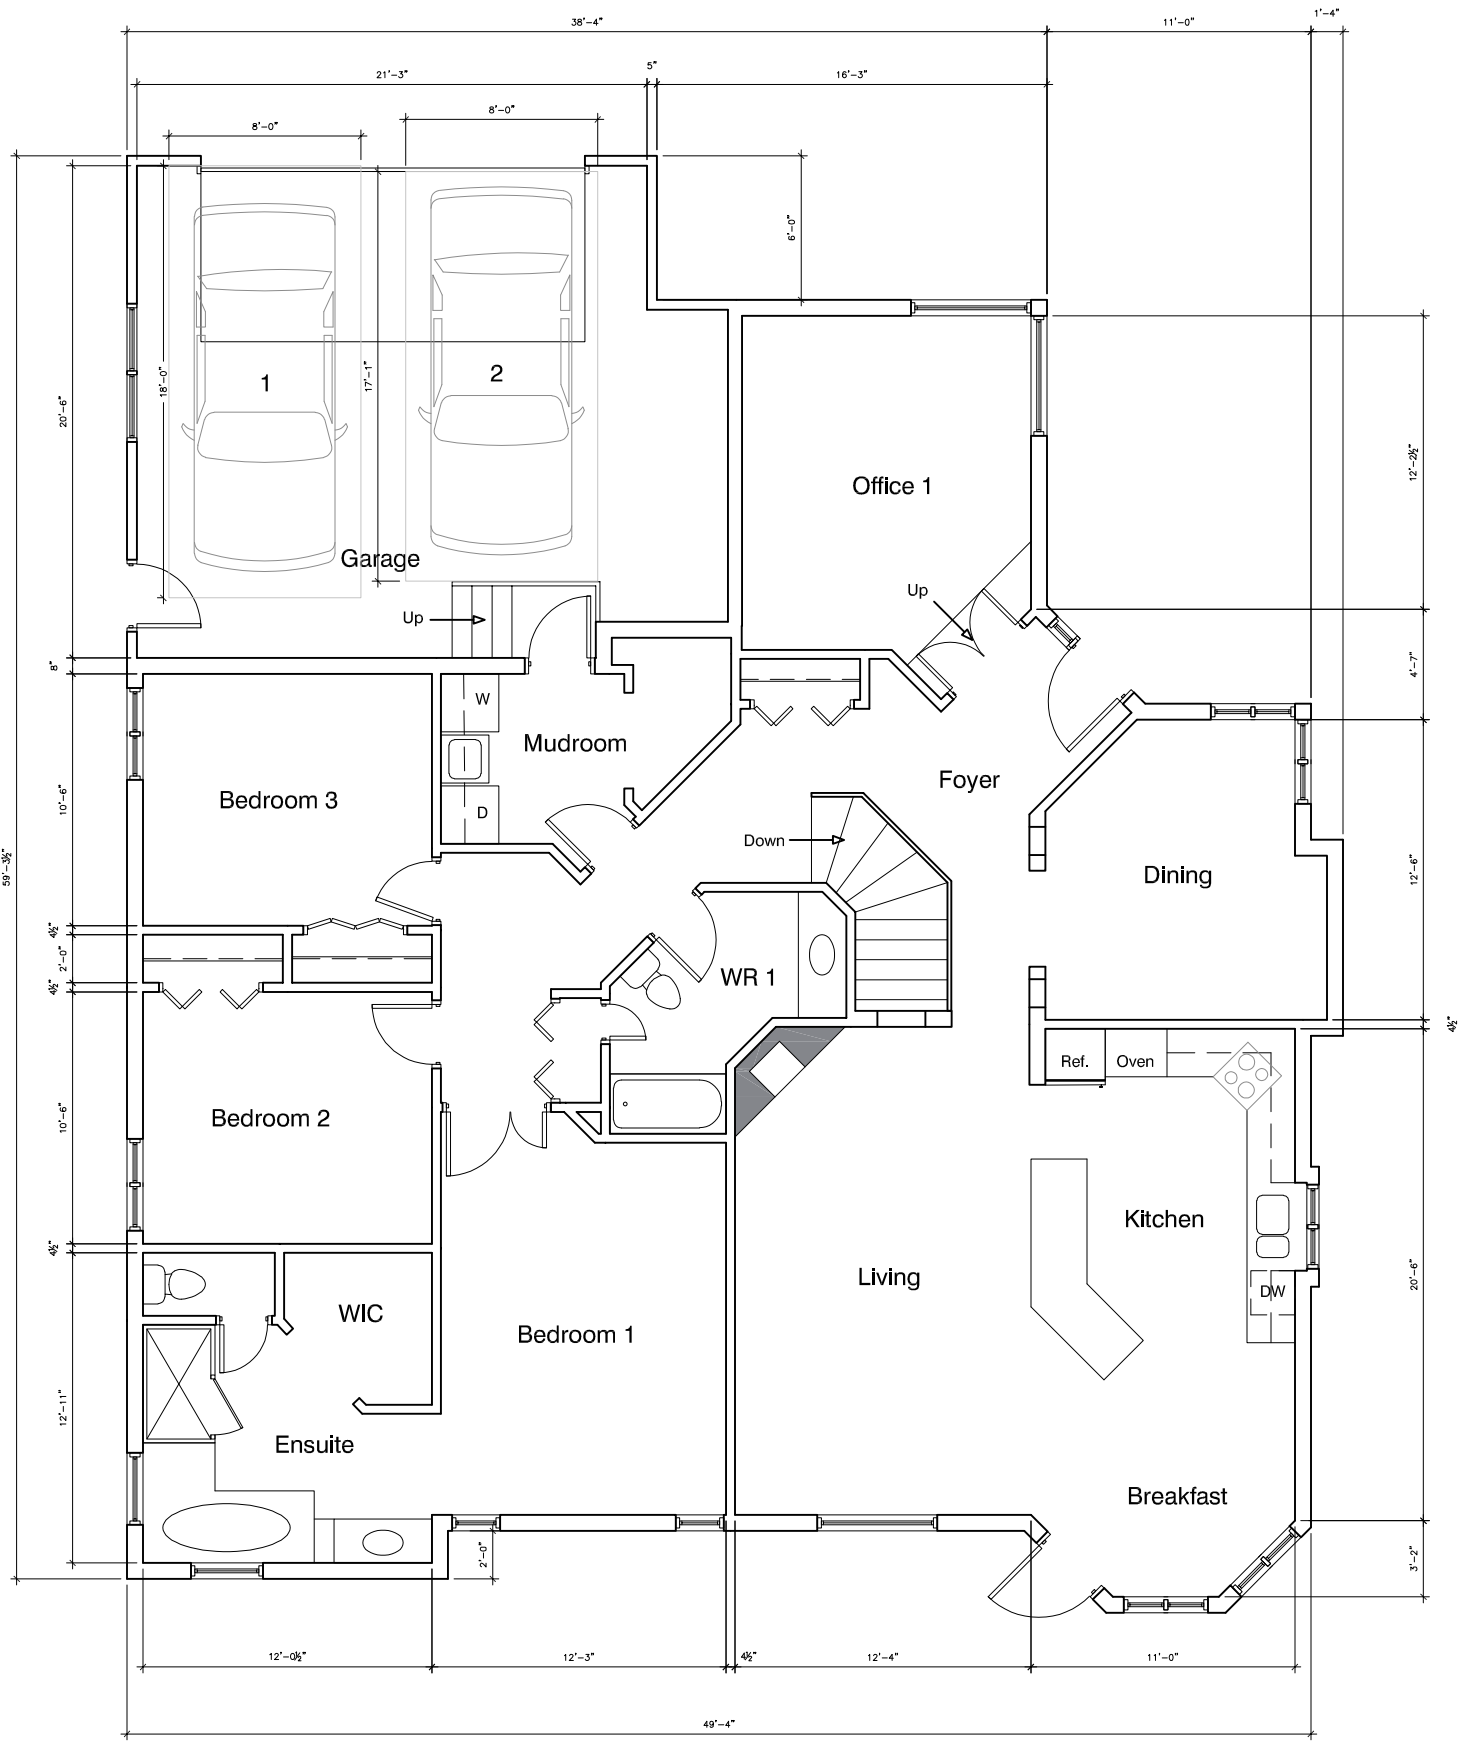 38'-4"
11'-0"
1'-4"
21'-3"
5"
16'-3"
8'-0"
8'-0"
6'-0"
18'-0"
17'-1"
1
2
20'-6"
12'-2½"
Office 1
Garage
Up
Up
8"
4'-7"
W
Mudroom
Foyer
Bedroom 3
10'-6"
D
Down
59'-3½"
Dining
12'-6"
4½"
2'-0"
WR 1
4½"
4½"
Ref.
Oven
Bedroom 2
10'-6"
Kitchen
4½"
Living
20'-6"
DW
WIC
Bedroom 1
12'-11"
Ensuite
Breakfast
2'-0"
3'-2"
12'-0½"
12'-3"
4½"
12'-4"
11'-0"
49'-4"